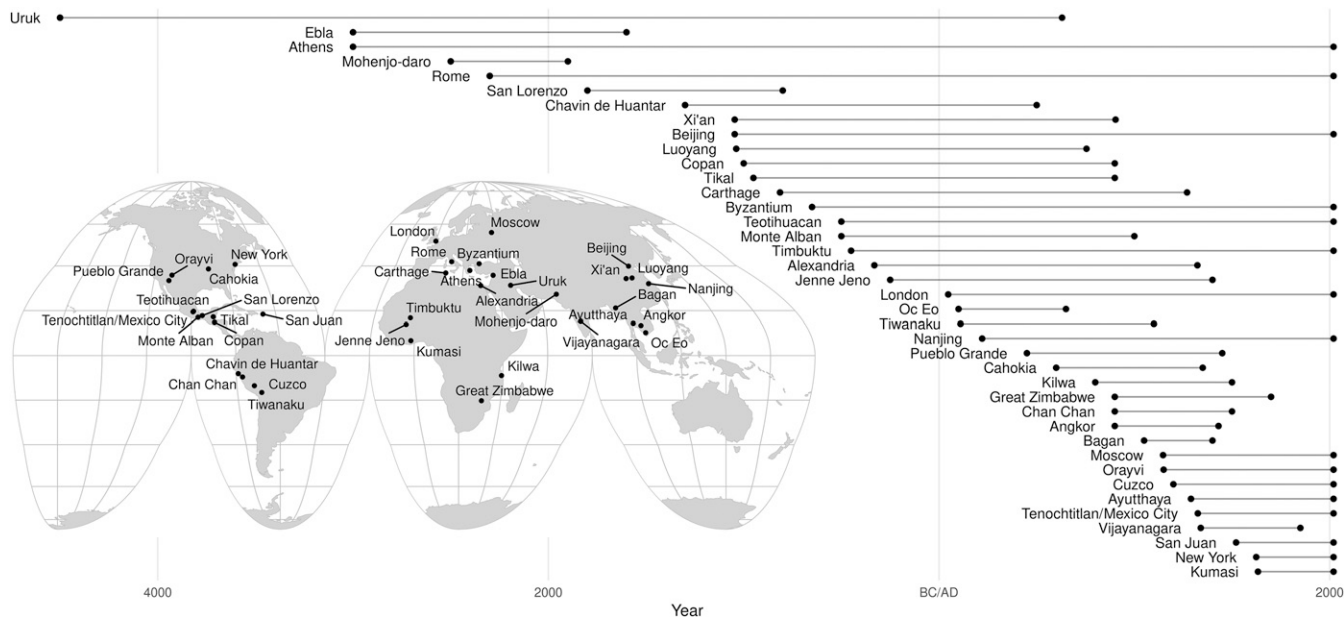 Uruk
Ebla
Athens
Mohenjo-daro
Rome
San Lorenzo
Chavin de Huantar
Xi'an
Beijing
Luoyang
Copan
Tikal
Carthage
Byzantium
Teotihuacan
Monte Alban
Timbuktu
Alexandria
Jenne Jeno
London
Oc Eo
Tiwanaku
Nanjing
Pueblo Grande
Cahokia
Kilwa
Great Zimbabwe
Chan Chan
Angkor
Bagan
Moscow
Orayvi
Cuzco
Ayutthaya
Tenochtitlan/Mexico City
Vijayanagara
San Juan
New York
Kumasi
Orayvi
New York
Pueblo Grande
Cahokia
Teotihuacan
San Lorenzo
Tenochtitlan/Mexico City
Tikal
San Juan
Monte Alban
Copan
Chavin de Huantar
Chan Chan
Cuzco
Tiwanaku
Moscow
London
Rome
Byzantium
Beijing
Carthage
Athens
Ebla
Uruk
Xi'an
Luoyang
Nanjing
Alexandria
Bagan
Timbuktu
Mohenjo-daro
Ayutthaya
Angkor
Jenne Jeno
Vijayanagara
Oc Eo
Kumasi
Kilwa
Great Zimbabwe
4000
2000
BC/AD
2000
Year